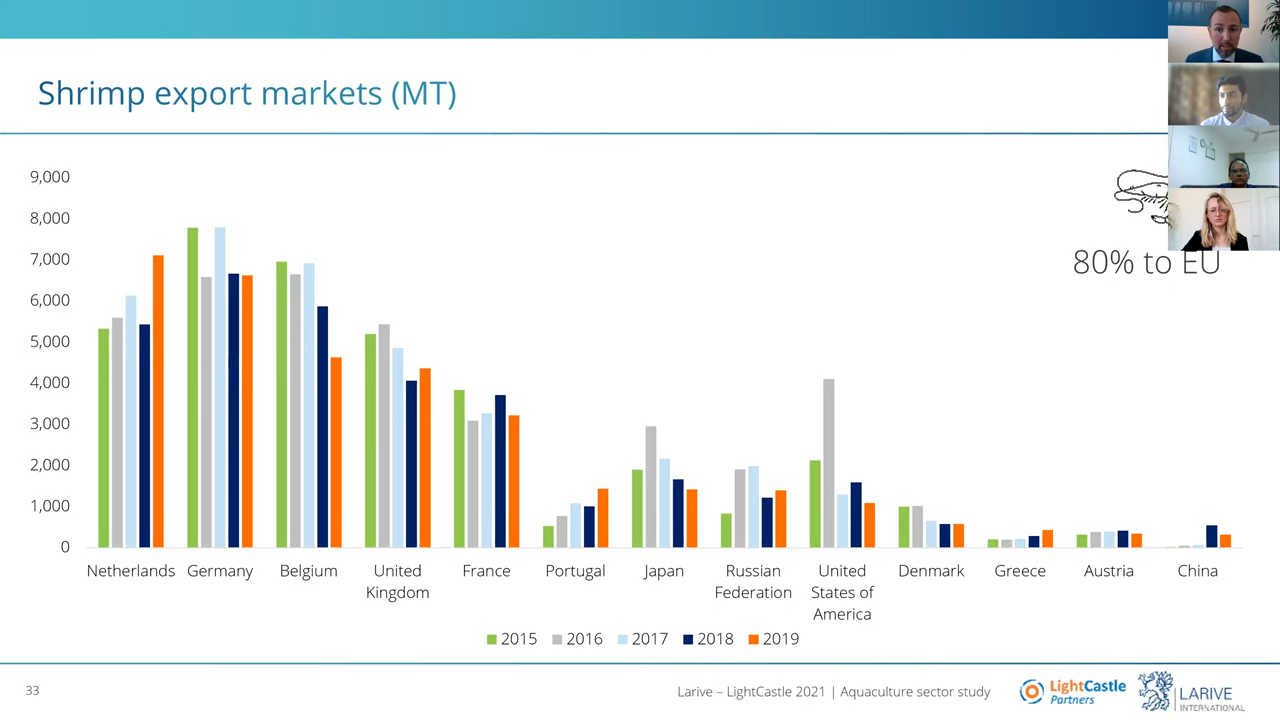 Shrimp export markets (MT)
80% to EU
9,000
8,000
7,000
6,000
5,000
4,000
3,000
2,000
1,000
0
Netherlands
Germany
Belgium
United
Kingdom
France
Portugal
Japan
Russian
Federation
United
States of
America
Denmark
Greece
Austria
China
2015 2016 2017 2018 2019
33
Larive – LightCastle 2021 | Aquaculture sector study
LightCastle
Partners
LARIVE
INTERNATIONAL